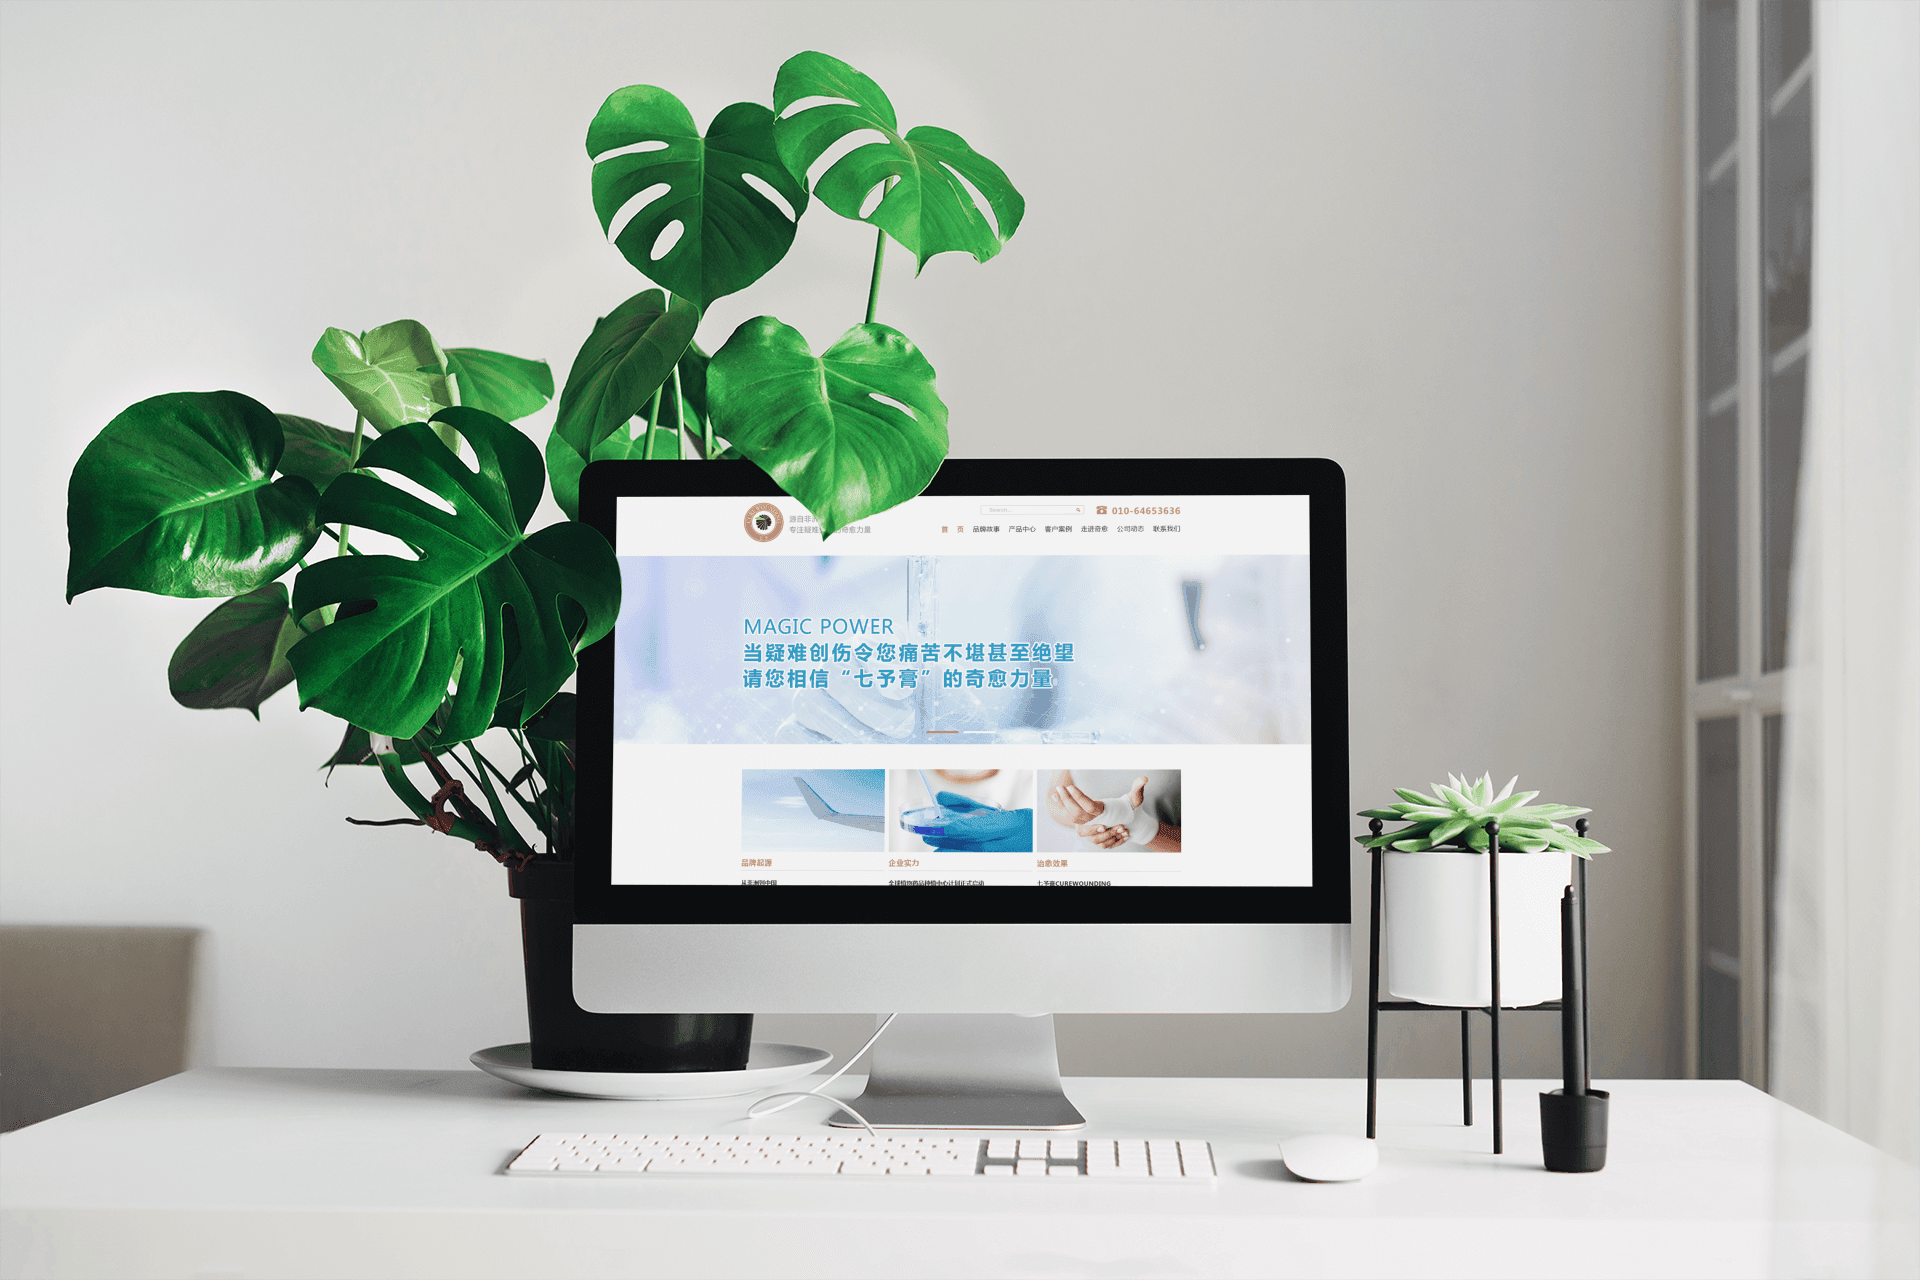 源自非
专注疑难
奇愈力量
Search...
010-64653636
首 页 品牌故事 产品中心 客户案例 走进奇愈 公司动态 联系我们
MAGIC POWER
当疑难创伤令您痛苦不堪甚至绝望
请您相信“七予膏”的奇愈力量
品牌起源 企业实力 治愈效果
从非洲到中国
七予膏CUREWOUNDING